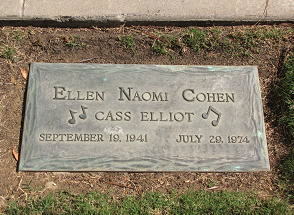 Ellen Naomi Cohen
CASS ELLIOT
SEPTEMBER 19, 1941 JULY 29, 1974